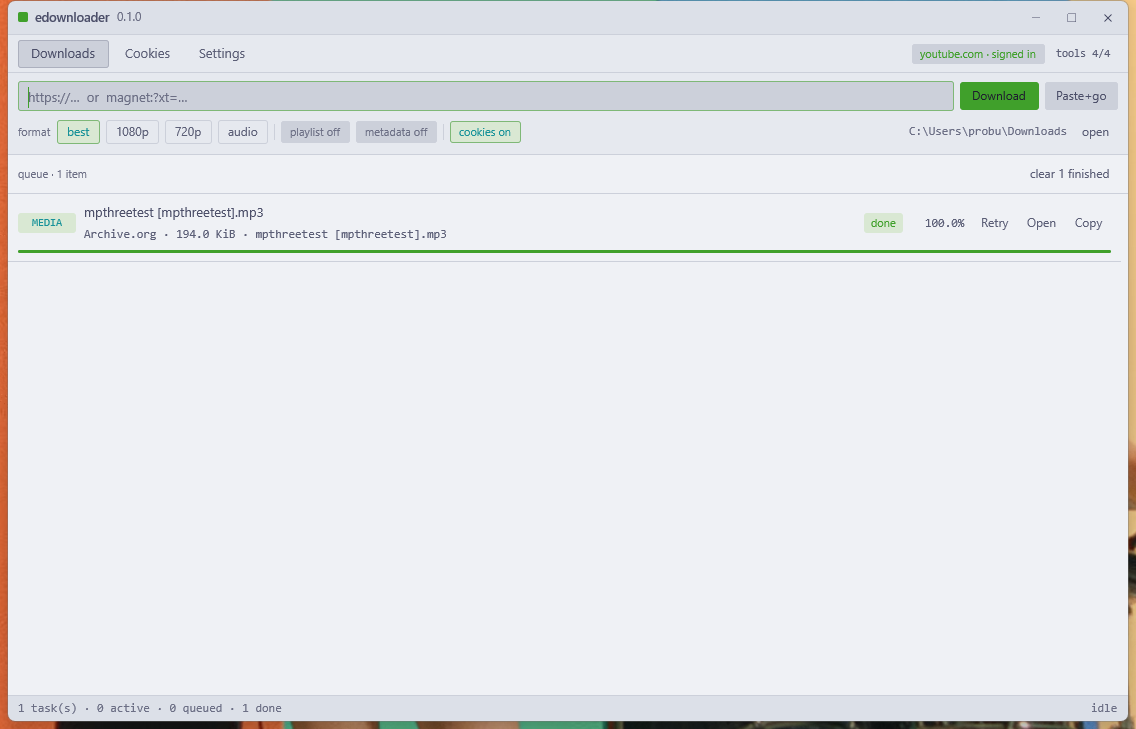 edownloader 0.1.0
Downloads Cookies Settings youtube.com · signed in tools 4/4
https://... or magnet:?xt=... Download Paste+go
format best 1080p 720p audio playlist off metadata off cookies on C:\Users\probu\Downloads open
queue · 1 item clear 1 finished
MEDIA mpthreetest [mpthreetest].mp3
Archive.org · 194.0 KiB · mpthreetest [mpthreetest].mp3 done 100.0% Retry Open Copy
1 task(s) · 0 active · 0 queued · 1 done idle